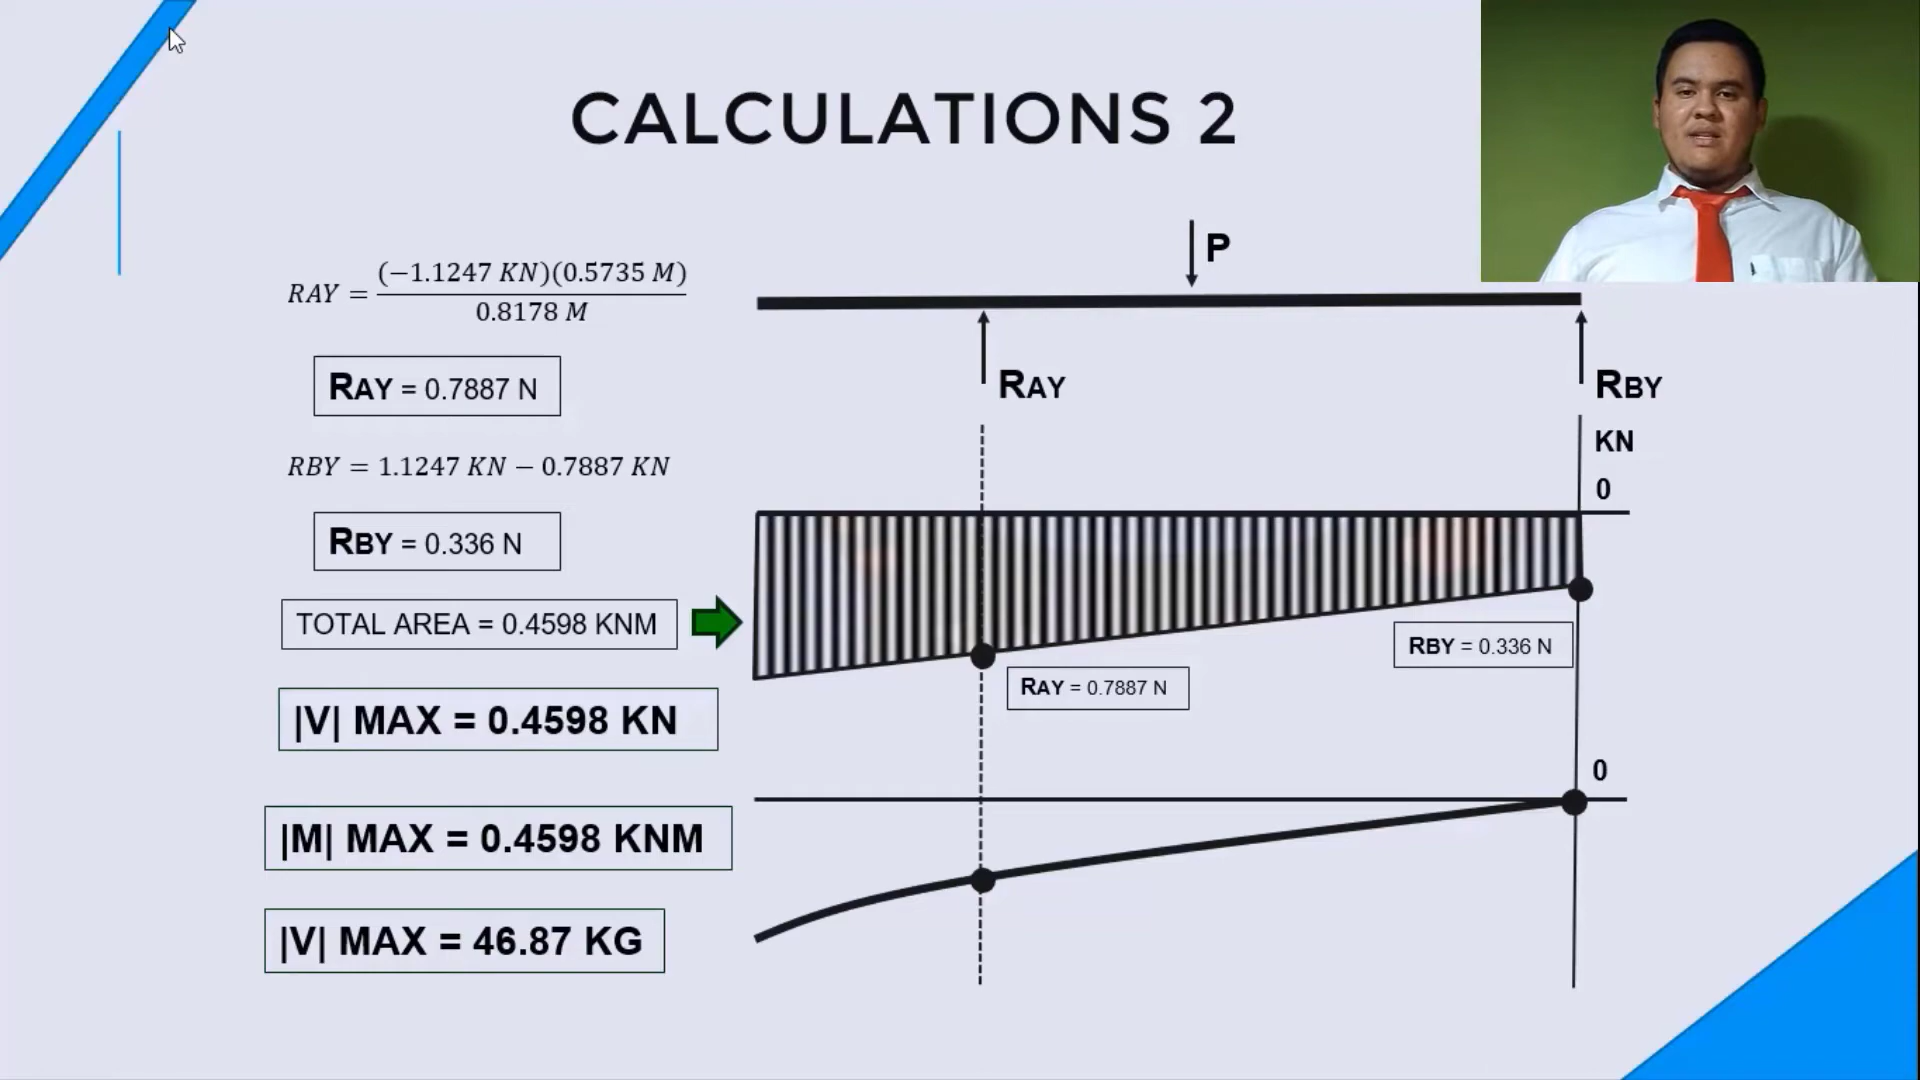 CALCULATIONS 2
RAY = (−1.1247 KN)(0.5735 M)
0.8178 M
RAY = 0.7887 N
RBY = 1.1247 KN − 0.7887 KN
RBY = 0.336 N
TOTAL AREA = 0.4598 KNM
|V| MAX = 0.4598 KN
|M| MAX = 0.4598 KNM
|V| MAX = 46.87 KG
P
RAY
RBY
KN
0
RBY = 0.336 N
RAY = 0.7887 N
0